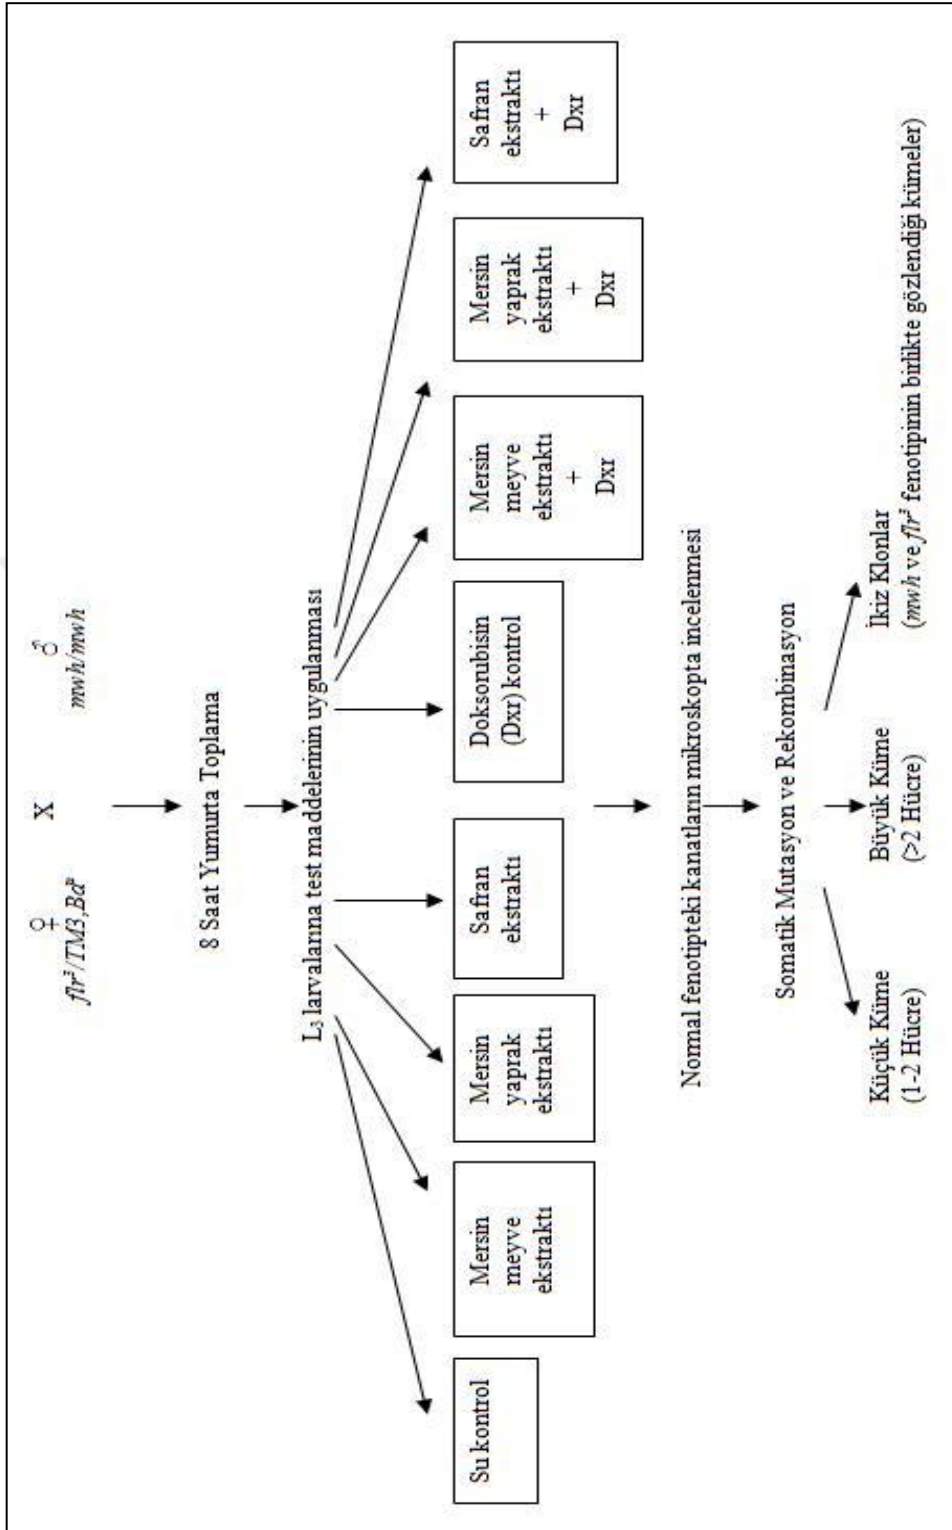 ♀ X ♂
flr³/TM3,Bdˢ mwh/mwh
8 Saat Yumurta Toplama
L₃ larvalarına test maddelerinin uygulanması
Su kontrol
Mersin
meyve
ekstraktı
Mersin
yaprak
ekstraktı
Safran
ekstraktı
Doksorubisin
(Dxr) kontrol
Mersin
meyve
ekstraktı
+
Dxr
Mersin
yaprak
ekstraktı
+
Dxr
Safran
ekstraktı
+
Dxr
Normal fenotipteki kanatların mikroskopta incelenmesi
Somatik Mutasyon ve Rekombinasyon
Küçük Küme
(1-2 Hücre)
Büyük Küme
(>2 Hücre)
İkiz Klonlar
(mwh ve flr³ fenotipinin birlikte gözlendiği kümeler)